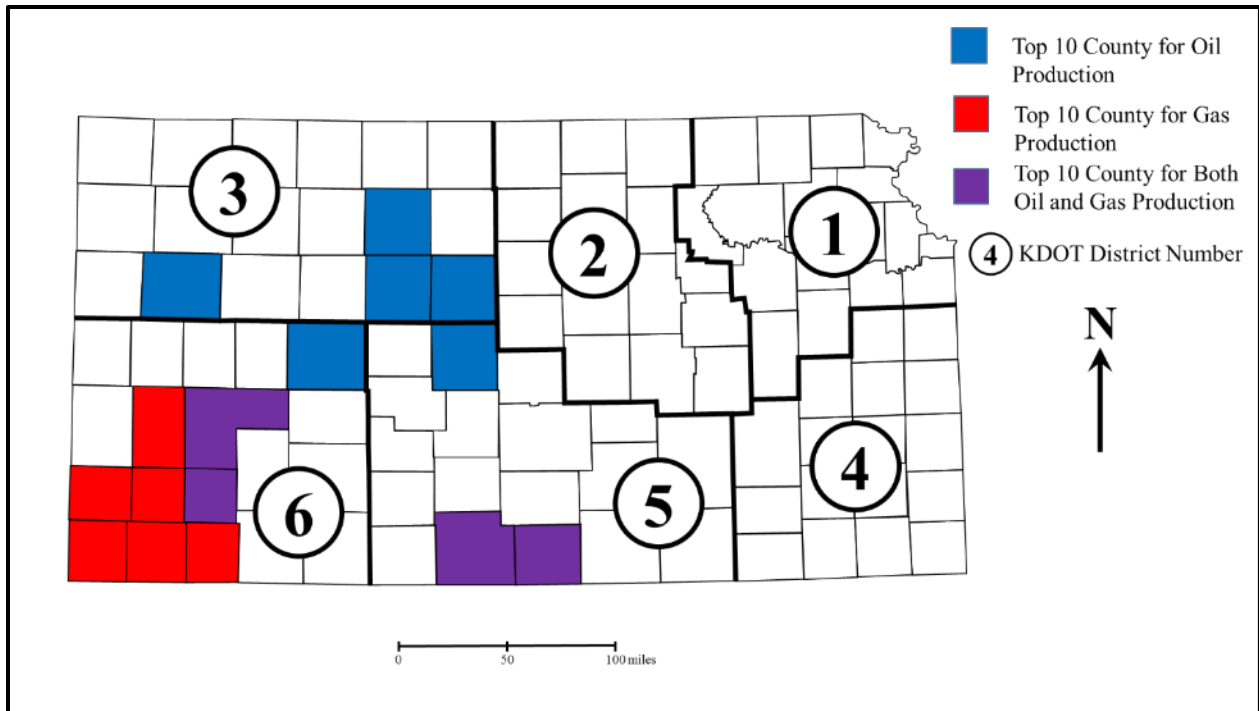 Top 10 County for Oil
Production
Top 10 County for Gas
Production
Top 10 County for Both
Oil and Gas Production
4 KDOT District Number
3
2
1
N
6
5
4
0 50 100 miles